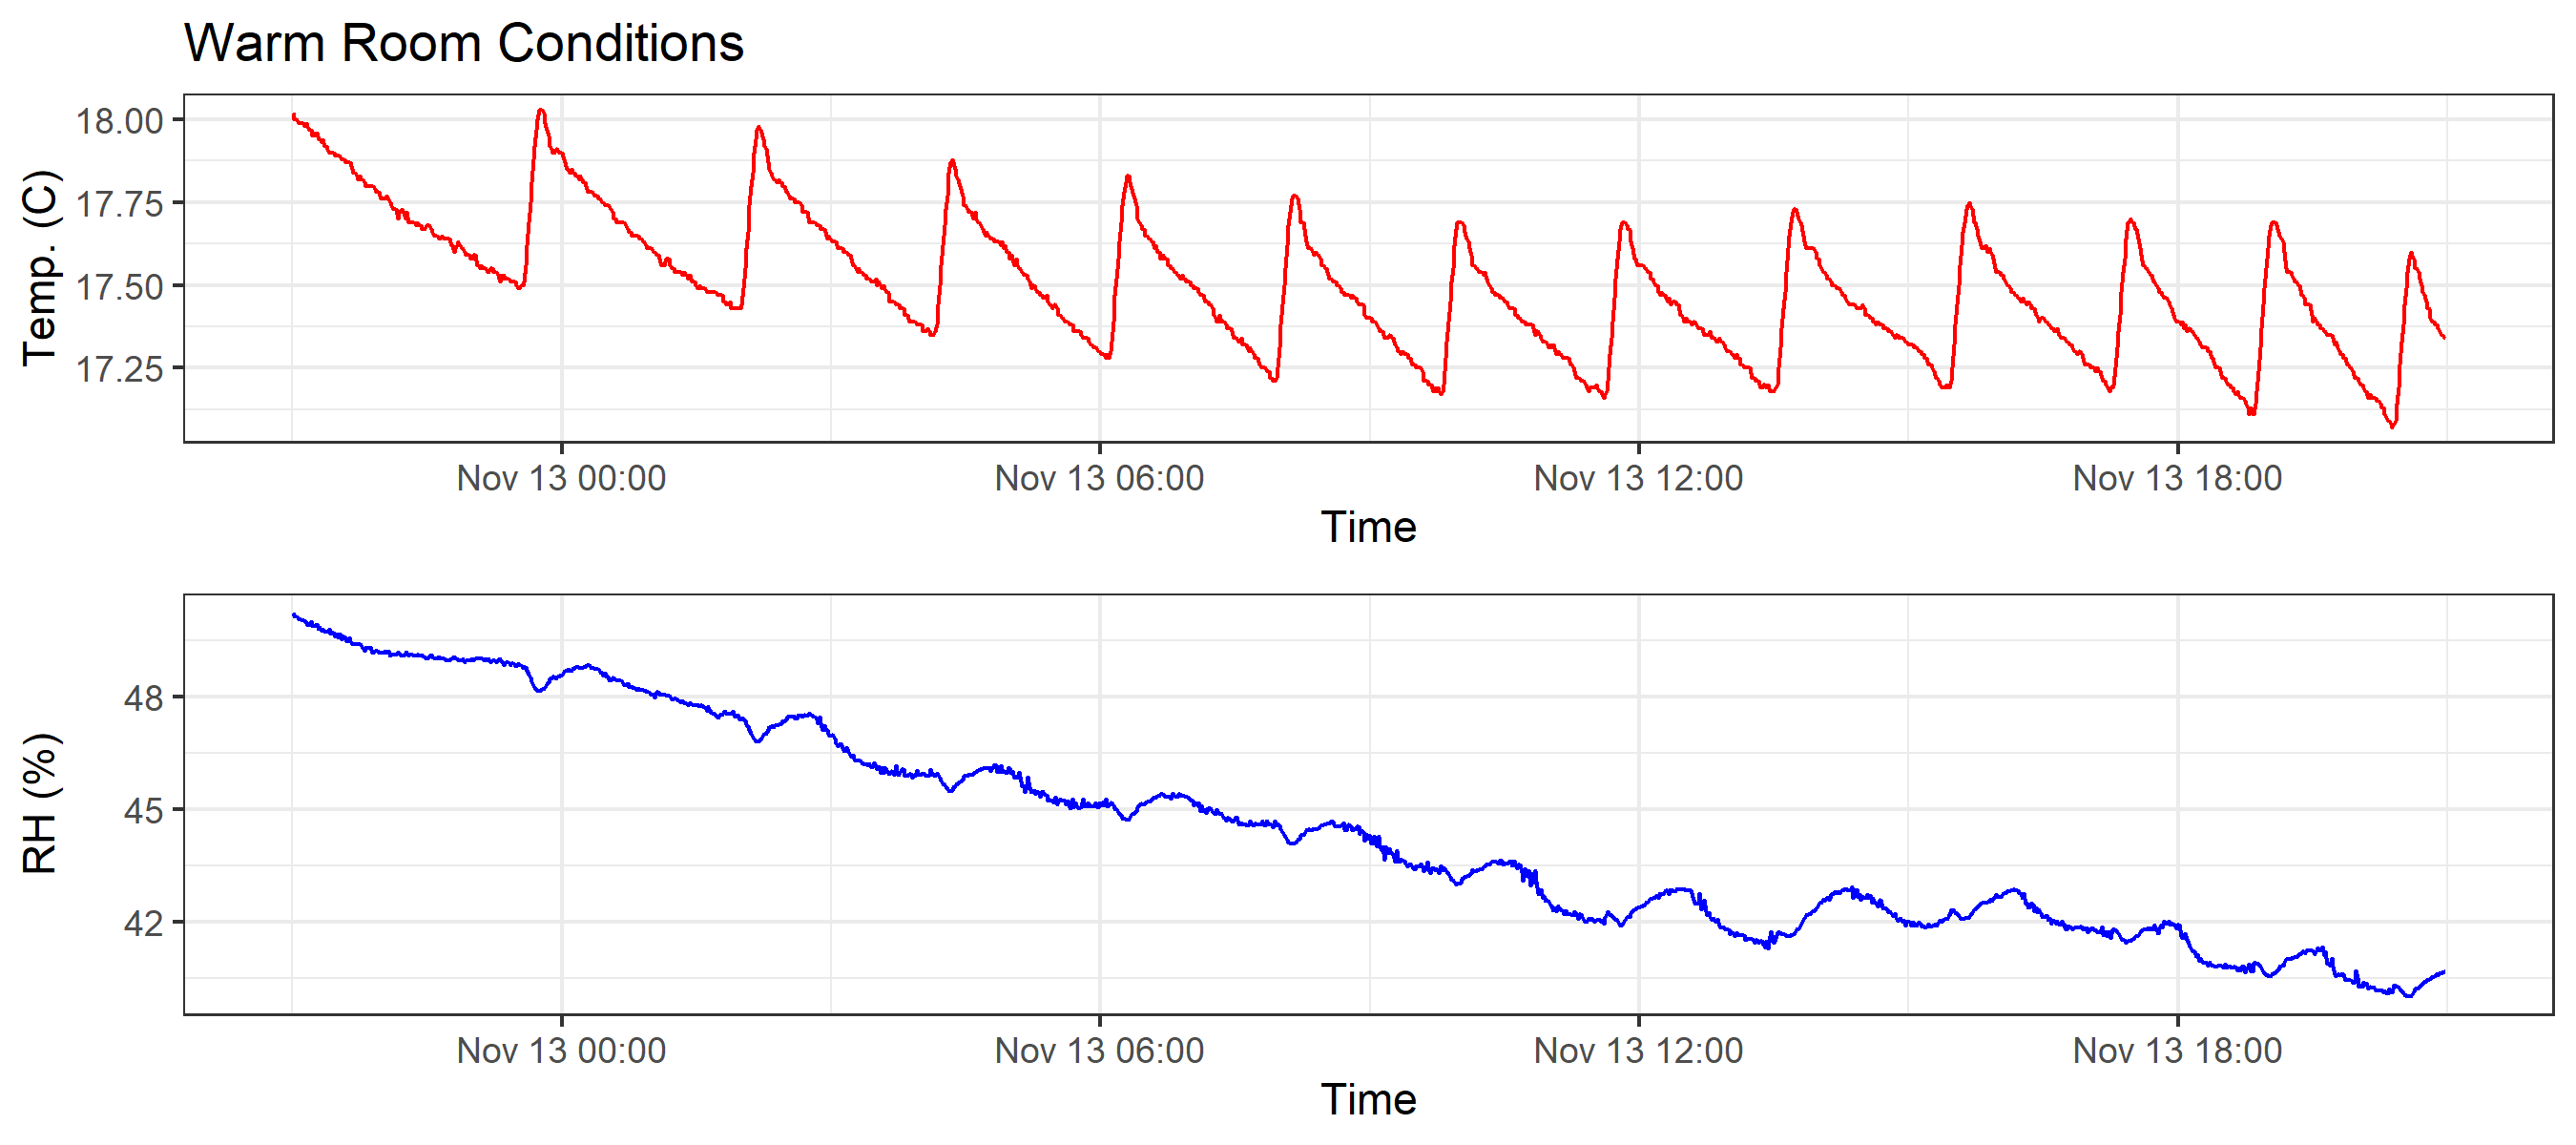 Warm Room Conditions
Temp. (C)
18.00
17.75
17.50
17.25
Nov 13 00:00 Nov 13 06:00 Nov 13 12:00 Nov 13 18:00
Time
RH (%)
48
45
42
Nov 13 00:00 Nov 13 06:00 Nov 13 12:00 Nov 13 18:00
Time